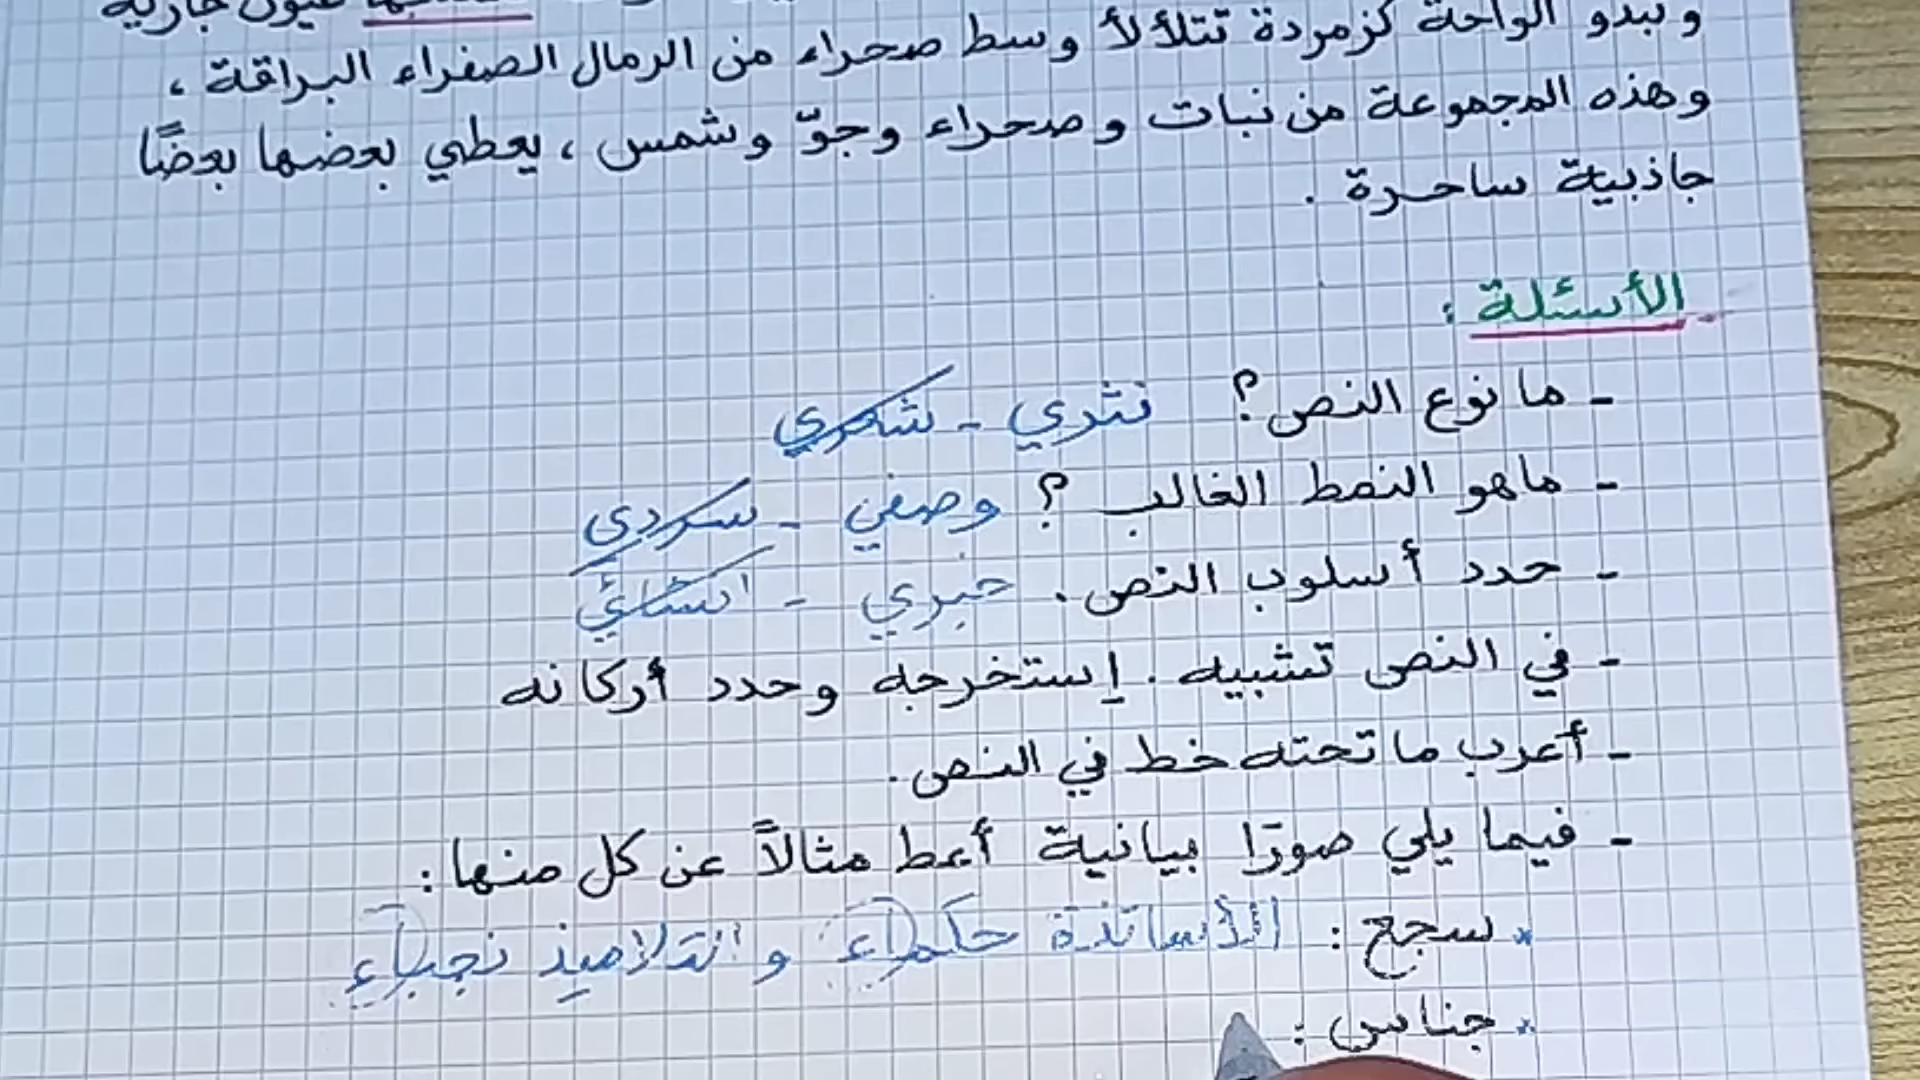 عيون جارية
وتبدو الواحة كزمردة تتلألأ وسط صحراء من الرمال الصفراء البراقة ،
وهذه المجموعة من نبات وصحراء وجوّ وشمس ، يعطي بعضها بعضًا
جاذبية ساحرة .
- الأسئلة :
- ما نوع النص؟ نثري - شعري
- ماهو النمط الغالب ؟ وصفي - سردي
- حدد أسلوب النص . خبري - انشائي
- في النص تشبيه . إستخرجه وحدد أركانه
- أعرب ما تحته خط في النص .
- فيما يلي صورًا بيانية أعط مثالاً عن كل منها :
* سجع : الأساتذة حكماء والتلاميذ نجباء
* جناس :